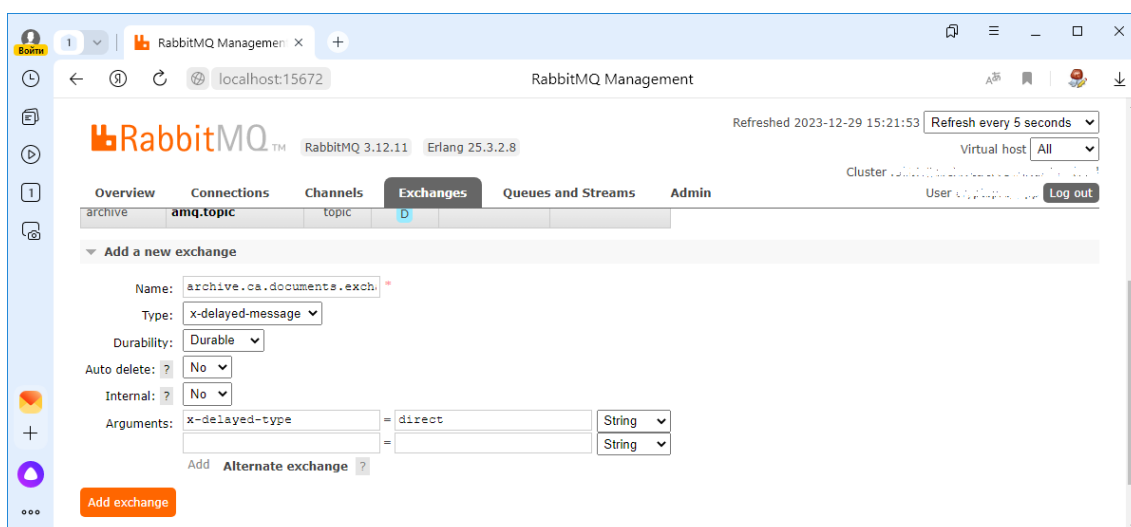 Войти
1
RabbitMQ Managemen
localhost:15672
RabbitMQ Management
RabbitMQ TM
RabbitMQ 3.12.11
Erlang 25.3.2.8
Refreshed 2023-12-29 15:21:53
Refresh every 5 seconds
Virtual host
All
Cluster
User
Log out
1
Overview
Connections
Channels
Exchanges
Queues and Streams
Admin
archive
amq.topic
topic
D
Add a new exchange
Name: archive.ca.documents.exch *
Type: x-delayed-message
Durability: Durable
Auto delete: ? No
Internal: ? No
Arguments: x-delayed-type = direct String
= String
Add Alternate exchange ?
Add exchange